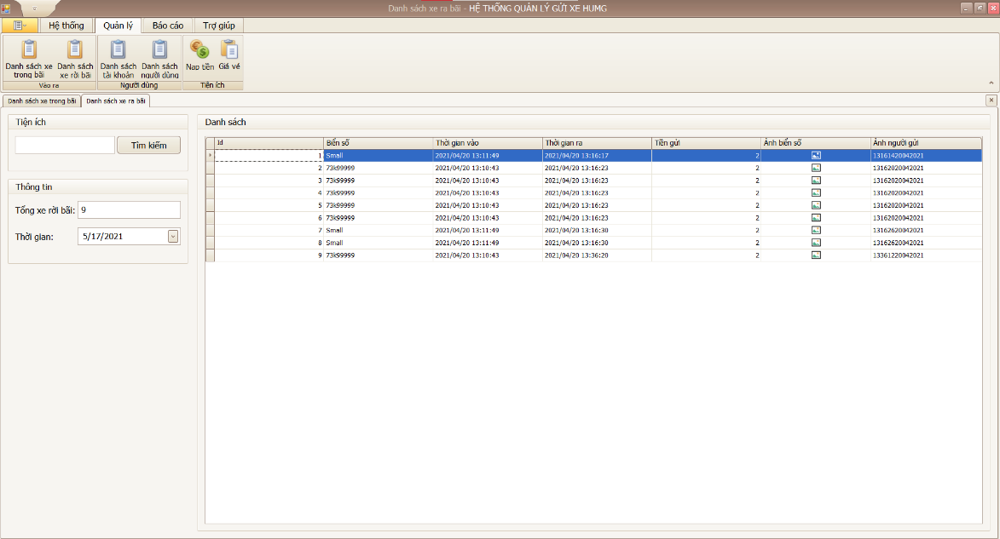 Danh sách xe ra bãi - HỆ THỐNG QUẢN LÝ GỬI XE HUMG
Hệ thống Quản lý Báo cáo Trợ giúp
Danh sách xe trong bãi
Danh sách xe rời bãi
Danh sách tài khoản
Danh sách người dùng
Nạp tiền
Giá vé
Vào ra Người dùng Tiện ích
Danh sách xe trong bãi Danh sách xe ra bãi
Tiện ích
Tìm kiếm
Thông tin
Tổng xe rời bãi: 9
Thời gian: 5/17/2021
Danh sách
Id Biển số Thời gian vào Thời gian ra Tiền gửi Ảnh biển số Ảnh người gửi
1 Small 2021/04/20 13:11:49 2021/04/20 13:16:17 2 13161420042021
2 73k99999 2021/04/20 13:10:43 2021/04/20 13:16:23 2 13162020042021
3 73k99999 2021/04/20 13:10:43 2021/04/20 13:16:23 2 13162020042021
4 73k99999 2021/04/20 13:10:43 2021/04/20 13:16:23 2 13162020042021
5 73k99999 2021/04/20 13:10:43 2021/04/20 13:16:23 2 13162020042021
6 73k99999 2021/04/20 13:10:43 2021/04/20 13:16:23 2 13162020042021
7 Small 2021/04/20 13:11:49 2021/04/20 13:16:30 2 13162620042021
8 Small 2021/04/20 13:11:49 2021/04/20 13:16:30 2 13162620042021
9 73k99999 2021/04/20 13:10:43 2021/04/20 13:36:20 2 13361220042021